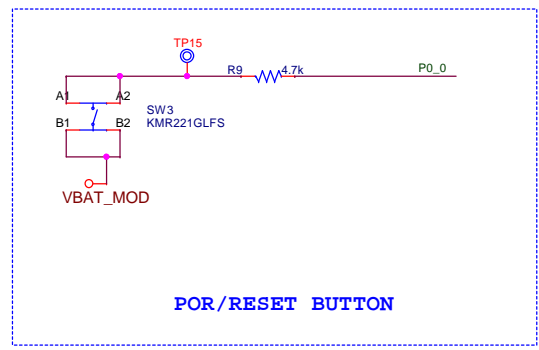 TP15
R9 4.7k P0_0
A1 A2
SW3
B1 B2 KMR221GLFS
VBAT_MOD
POR/RESET BUTTON